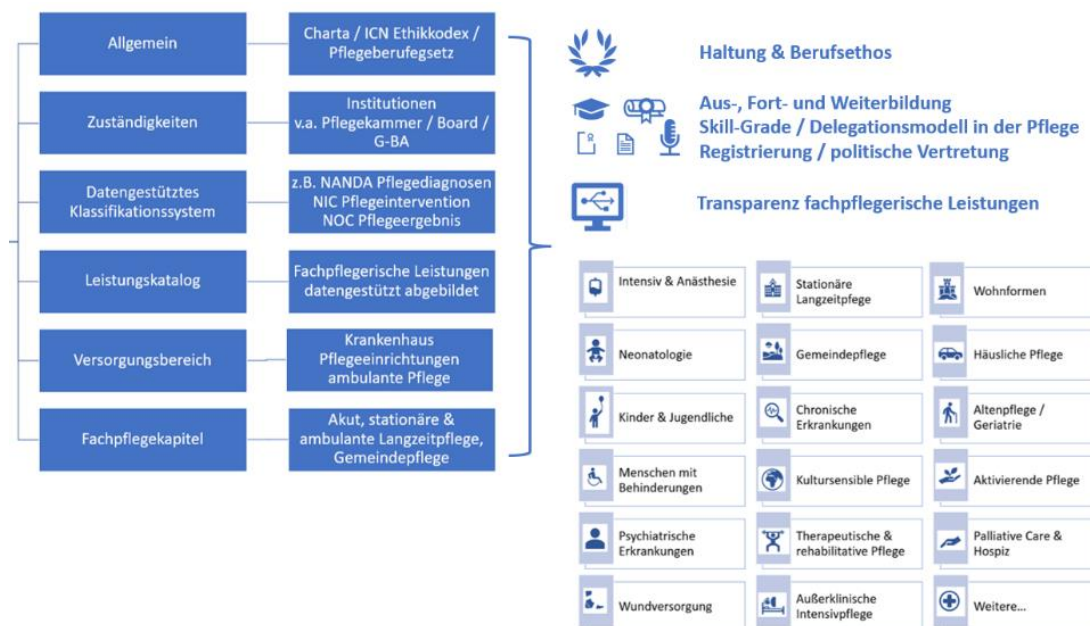 Allgemein
Charta / ICN Ethikkodex /
Pflegeberufegsetz
Zuständigkeiten
Institutionen
v.a. Pflegekammer / Board /
G-BA
Datengestütztes
Klassifikationssystem
z.B. NANDA Pflegediagnosen
NIC Pflegeintervention
NOC Pflegeergebnis
Leistungskatalog
Fachpflegerische Leistungen
datengestützt abgebildet
Versorgungsbereich
Krankenhaus
Pflegeeinrichtungen
ambulante Pflege
Fachpflegekapitel
Akut, stationäre &
ambulante Langzeitpflege,
Gemeindepflege
Haltung & Berufsethos
Aus-, Fort- und Weiterbildung
Skill-Grade / Delegationsmodell in der Pflege
Registrierung / politische Vertretung
Transparenz fachpflegerische Leistungen
Intensiv & Anästhesie
Stationäre
Langzeitpfege
Wohnformen
Neonatologie
Gemeindepflege
Häusliche Pflege
Kinder & Jugendliche
Chronische
Erkrankungen
Altenpflege /
Geriatrie
Menschen mit
Behinderungen
Kultursensible Pflege
Aktivierende Pflege
Psychiatrische
Erkrankungen
Therapeutische &
rehabilitative Pflege
Palliative Care &
Hospiz
Wundversorgung
Außerklinische
Intensivpflege
Weitere...